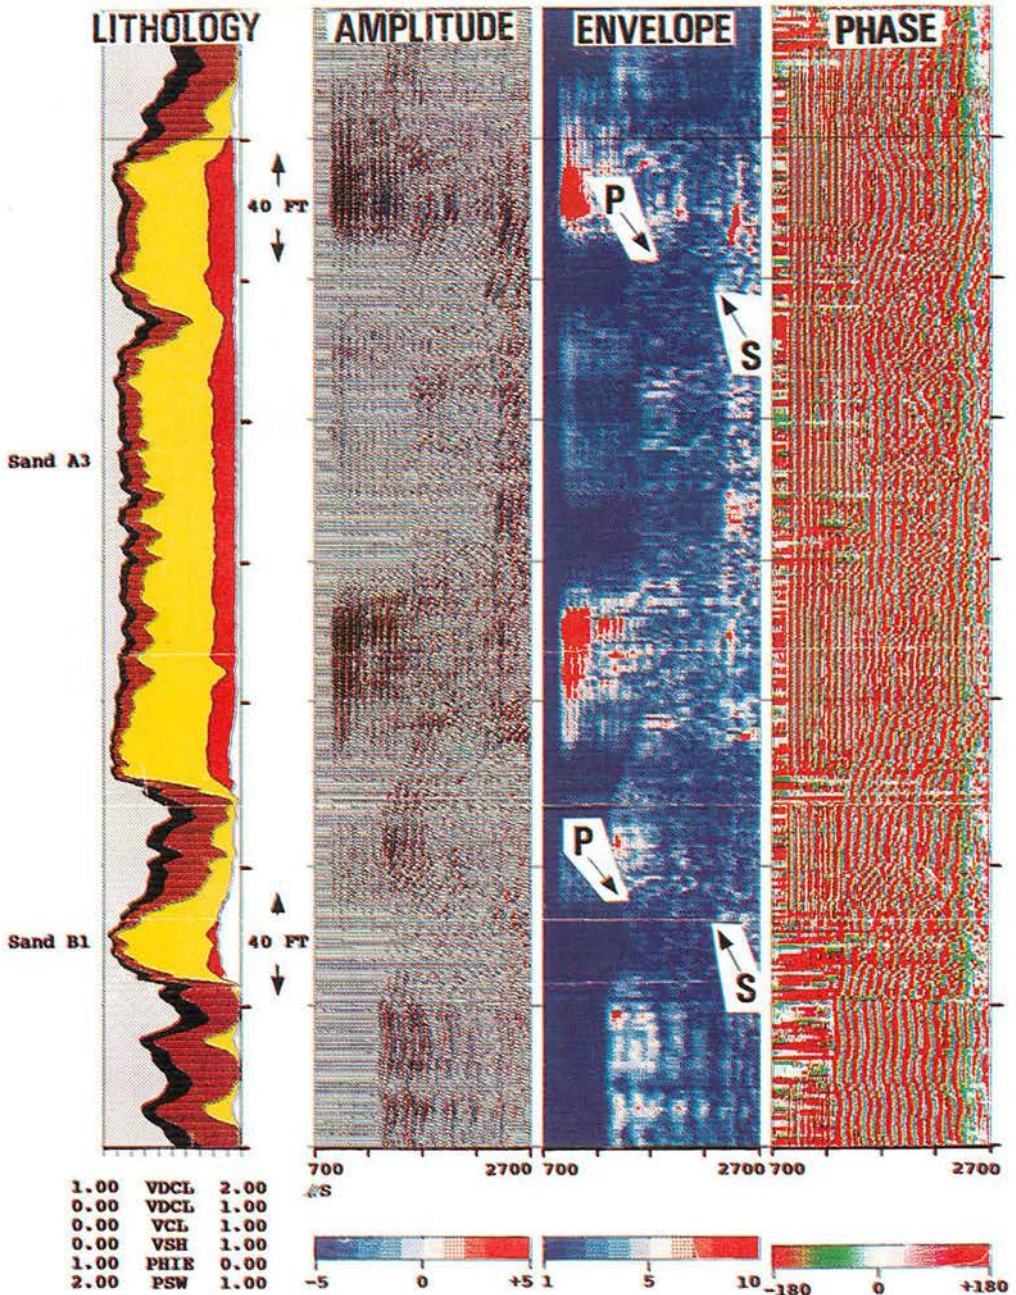 LITHOLOGY AMPLITUDE ENVELOPE PHASE
40 FT
P
S
Sand A3
P
Sand B1
40 FT
S
700 2700 700 2700 700 2700
µS
1.00 VDCL 2.00
0.00 VDCL 1.00
0.00 VCL 1.00
0.00 VSH 1.00
1.00 PHIE 0.00
2.00 PSW 1.00
-5 0 +5
1 5 10
-180 0 +180